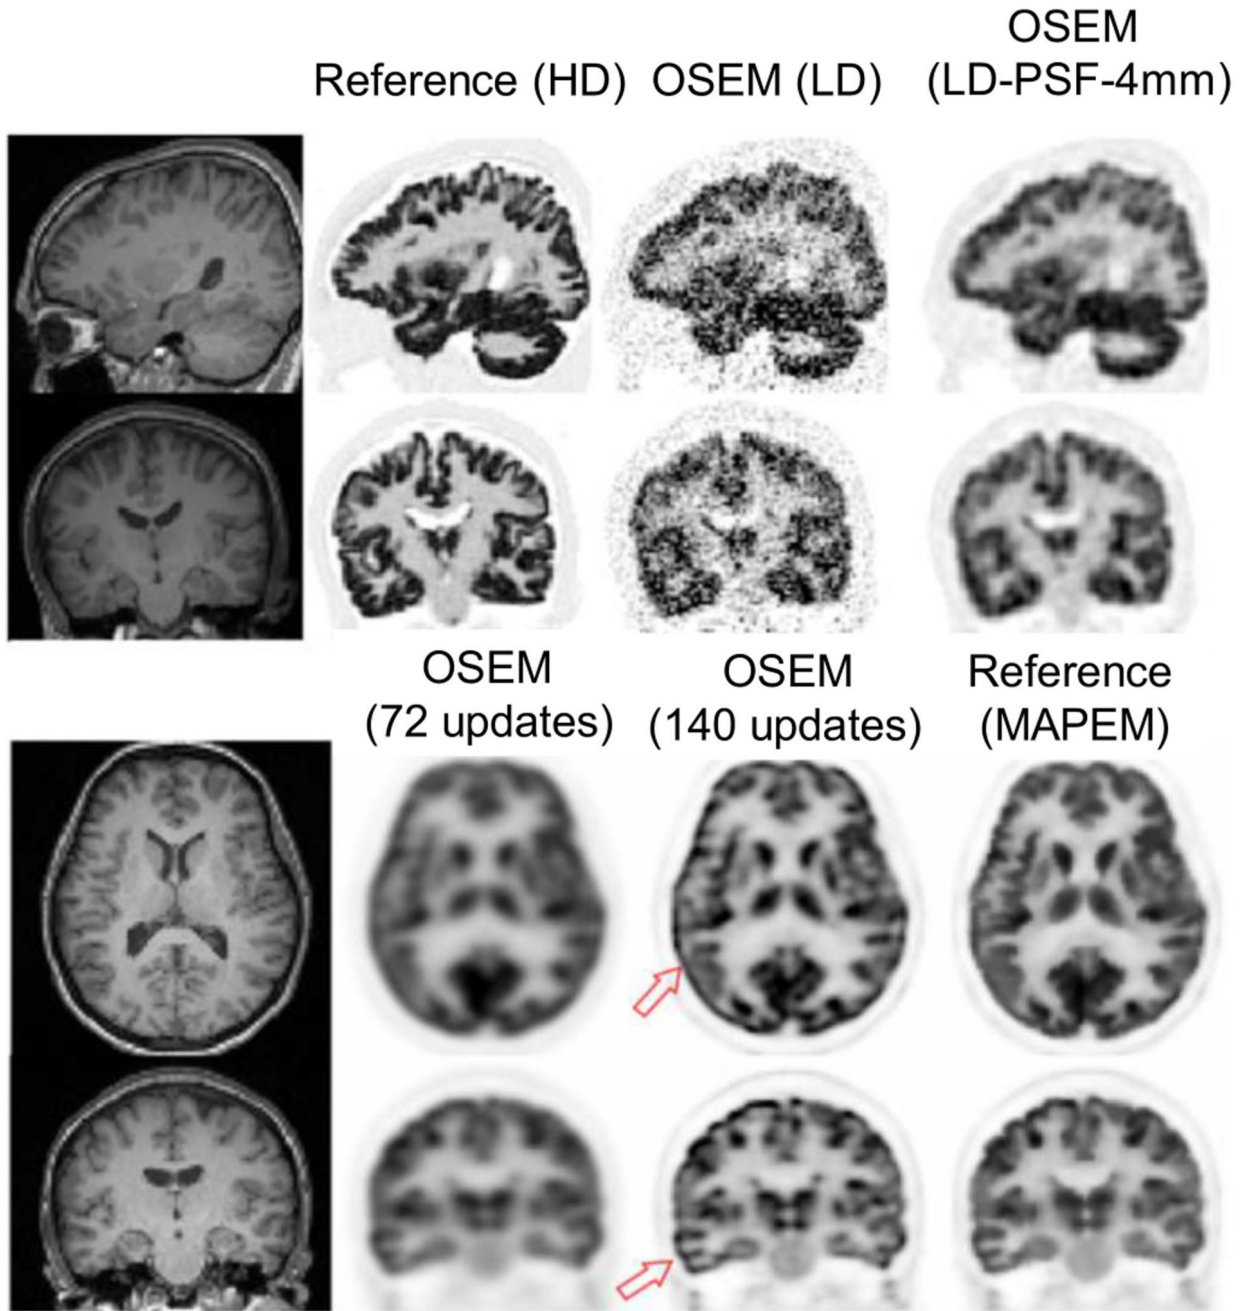 OSEM
Reference (HD) OSEM (LD) (LD-PSF-4mm)
OSEM OSEM Reference
(72 updates) (140 updates) (MAPEM)